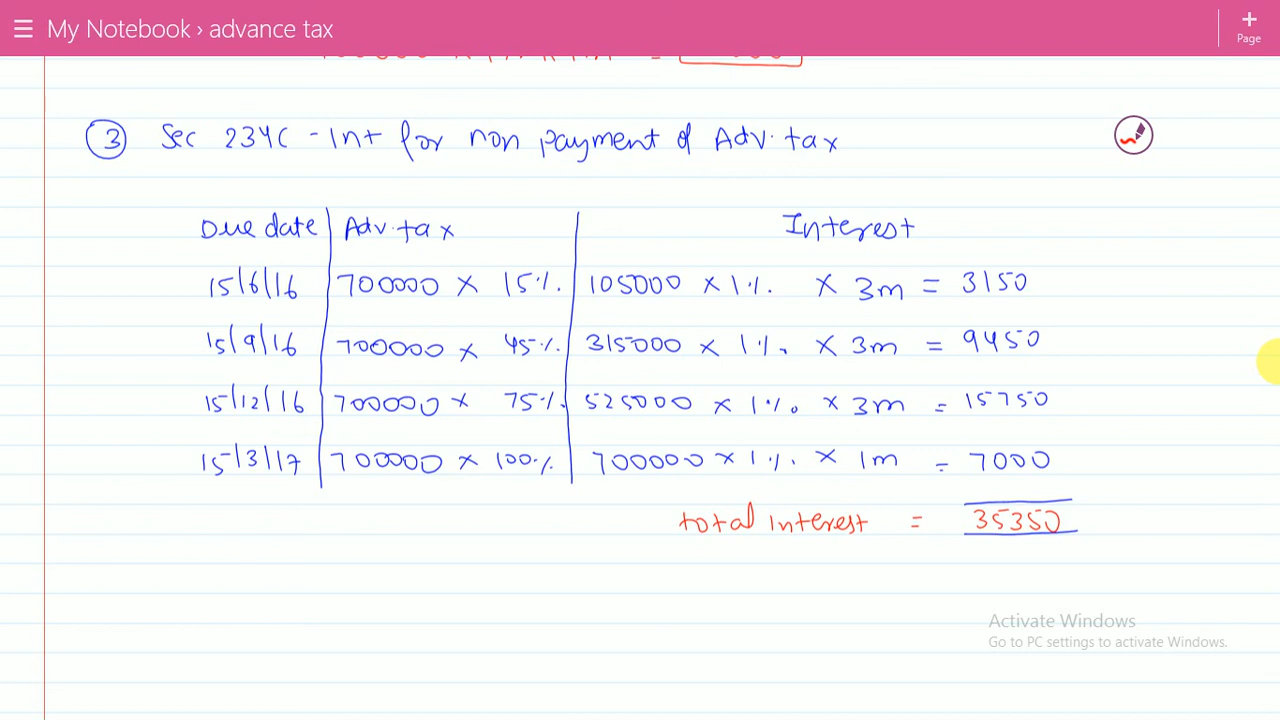 My Notebook › advance tax
Page
③ Sec 234C - Int for non payment of Adv. tax
Due date Adv. tax Interest
15/6/16 700000 × 15%. 105000 × 1%. × 3m = 3150
15/9/16 700000 × 45%. 315000 × 1%. × 3m = 9450
15/12/16 700000 × 75%. 525000 × 1%. × 3m = 15750
15/3/17 700000 × 100%. 700000 × 1%. × 1m = 7000
total interest = 35350
Activate Windows
Go to PC settings to activate Windows.